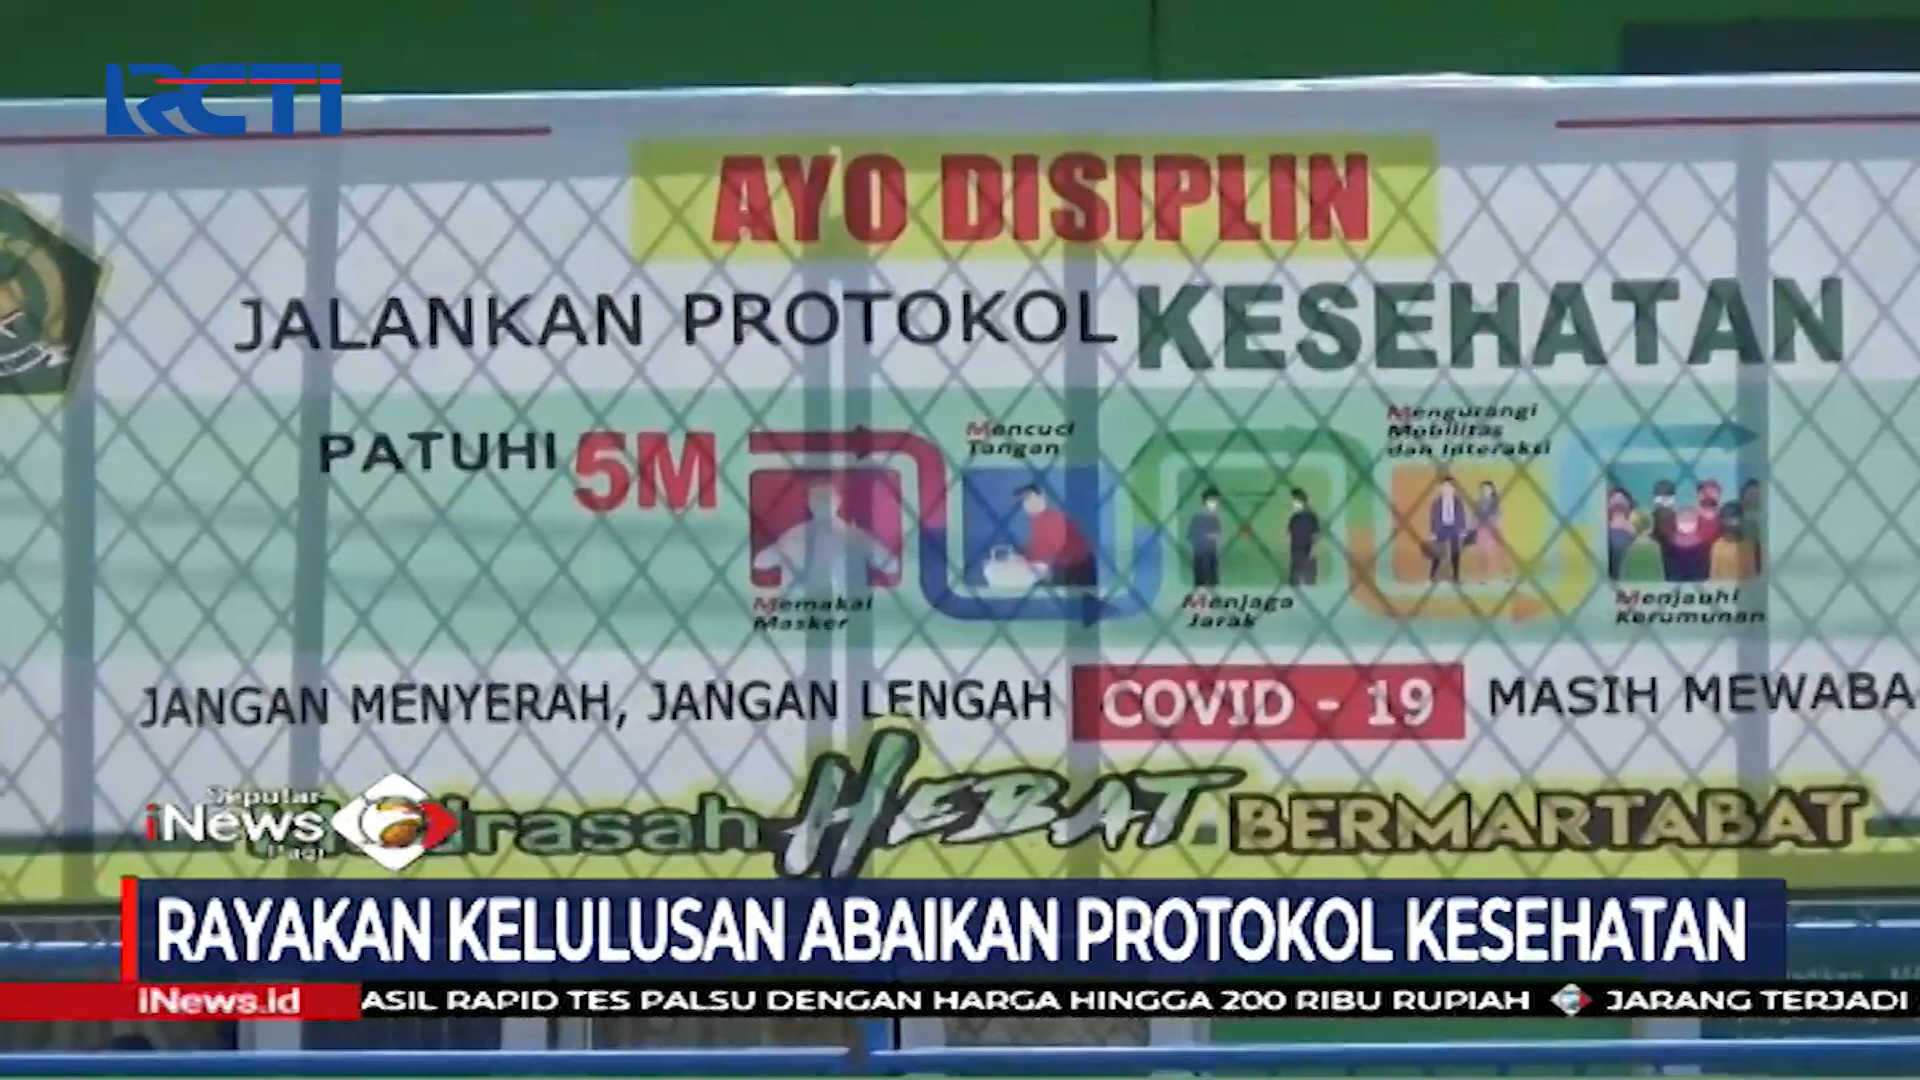 RCTI
AYO DISIPLIN
JALANKAN PROTOKOL KESEHATAN
PATUHI 5M
Memakai
Masker
Mencuci
Tangan
Menjaga
Jarak
Mengurangi
Mobilitas
dan Interaksi
Menjauhi
Kerumunan
JANGAN MENYERAH, JANGAN LENGAH COVID - 19 MASIH MEWABA
HEBAT BERMARTABAT
Seputar
iNews
Pagi
RAYAKAN KELULUSAN ABAIKAN PROTOKOL KESEHATAN
iNews.id
ASIL RAPID TES PALSU DENGAN HARGA HINGGA 200 RIBU RUPIAH JARANG TERJADI